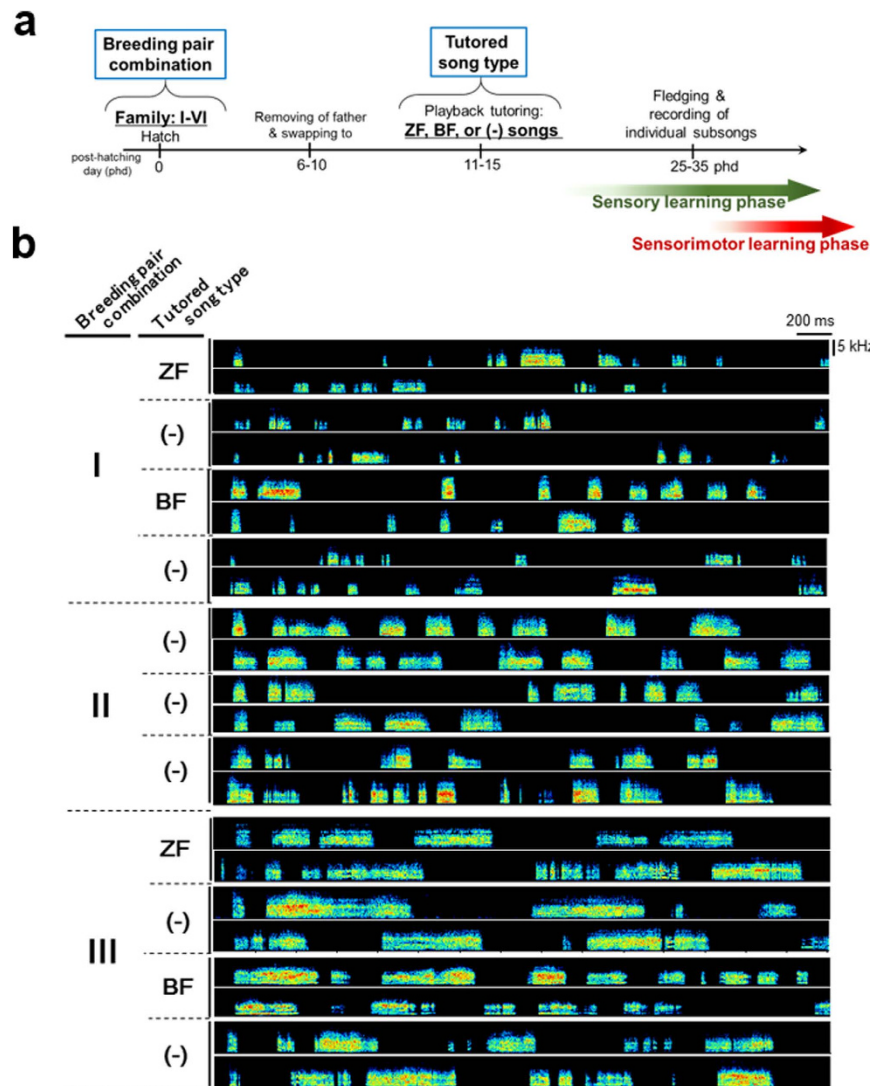 a
Breeding pair
combination
Tutored
song type
Family: I-VI
Hatch
Removing of father
& swapping to
Playback tutoring:
ZF, BF, or (-) songs
Fledging &
recording of
individual subsongs
post-hatching
day (phd)
0
6-10
11-15
25-35 phd
Sensory learning phase
Sensorimotor learning phase
b
Breeding pair
combination
Tutored
song type
200 ms
5 kHz
I
ZF
(-)
BF
(-)
II
(-)
(-)
(-)
III
ZF
(-)
BF
(-)